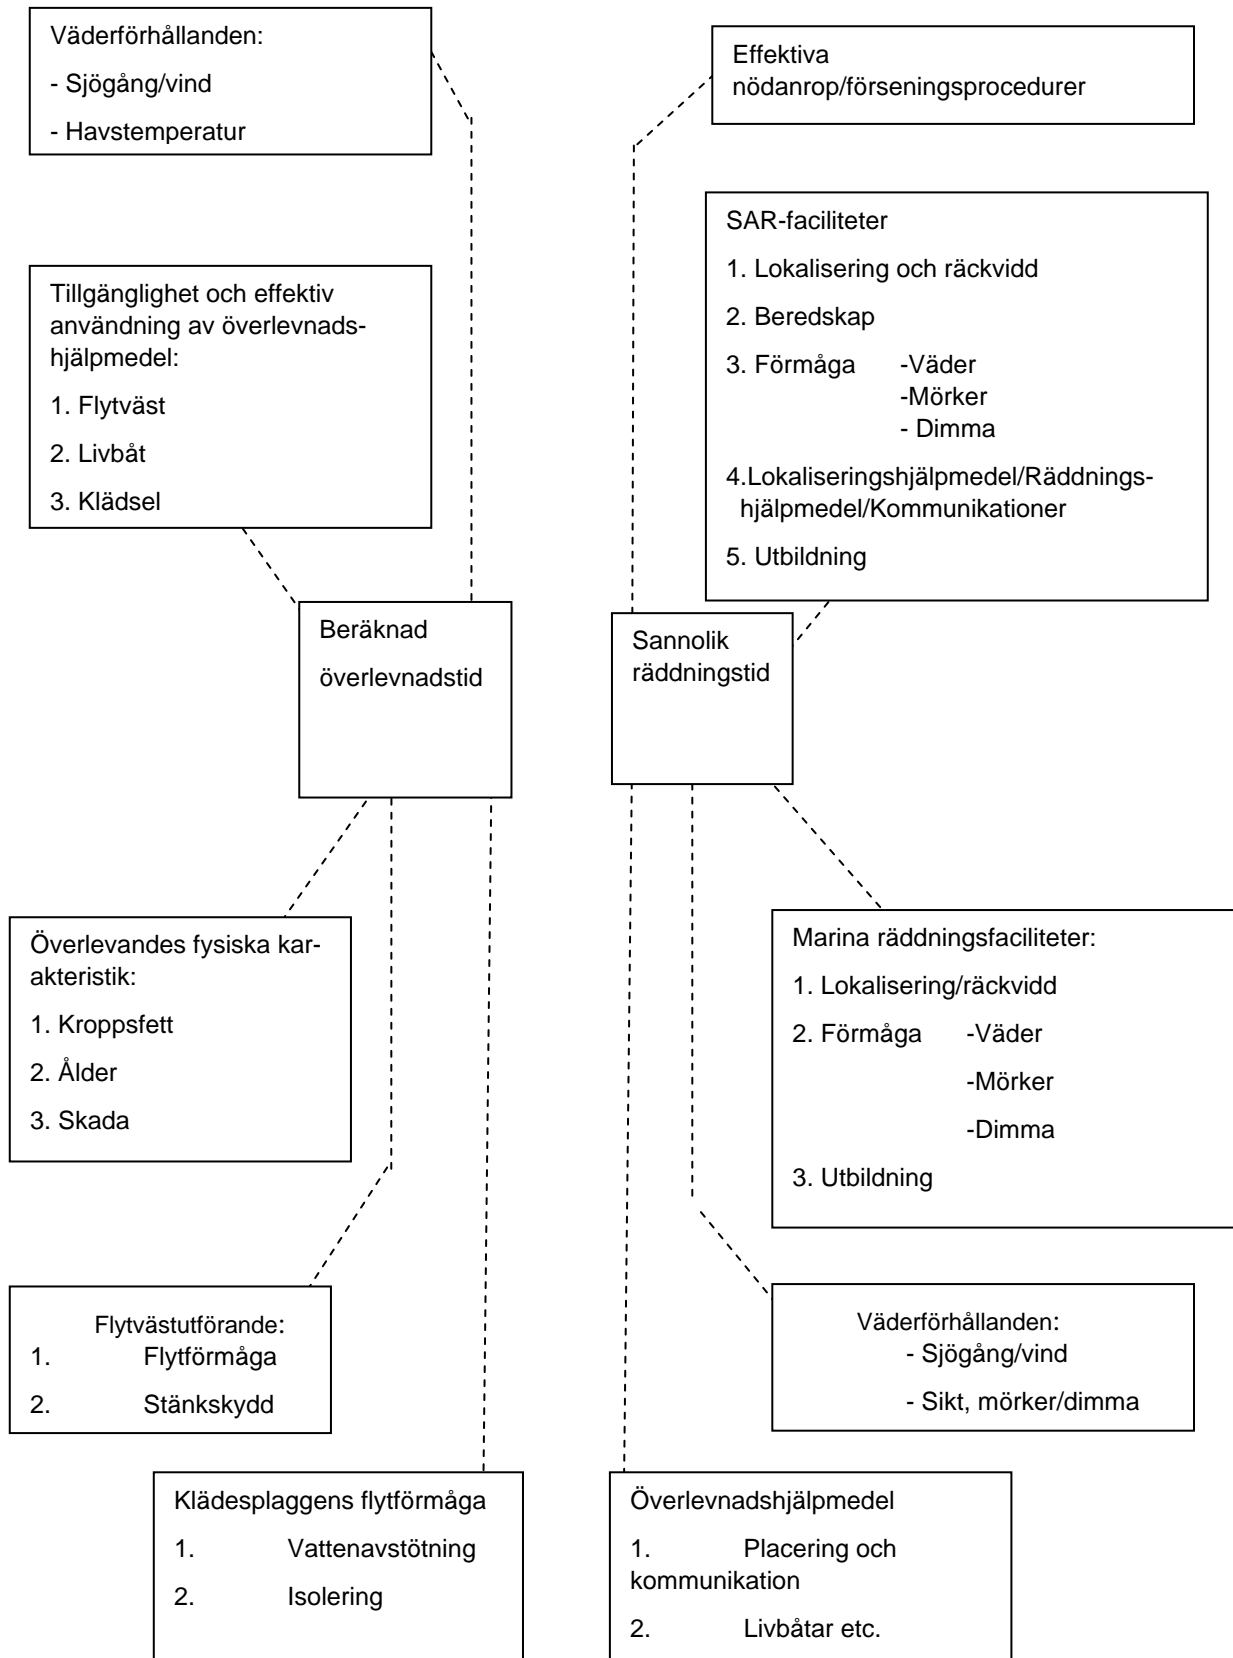 Väderförhållanden:
- Sjögång/vind
- Havstemperatur
Effektiva
nödanrop/förseningsprocedurer
Tillgänglighet och effektiv
användning av överlevnads-
hjälpmedel:
1. Flytväst
2. Livbåt
3. Klädsel
SAR-faciliteter
1. Lokalisering och räckvidd
2. Beredskap
3. Förmåga -Väder
-Mörker
- Dimma
4.Lokaliseringshjälpmedel/Räddnings-
hjälpmedel/Kommunikationer
5. Utbildning
Beräknad
överlevnadstid
Sannolik
räddningstid
Överlevandes fysiska kar-
akteristik:
1. Kroppsfett
2. Ålder
3. Skada
Marina räddningsfaciliteter:
1. Lokalisering/räckvidd
2. Förmåga -Väder
-Mörker
-Dimma
3. Utbildning
Flytvästutförande:
1. Flytförmåga
2. Stänkskydd
Väderförhållanden:
- Sjögång/vind
- Sikt, mörker/dimma
Klädesplaggens flytförmåga
1. Vattenavstötning
2. Isolering
Överlevnadshjälpmedel
1. Placering och
kommunikation
2. Livbåtar etc.